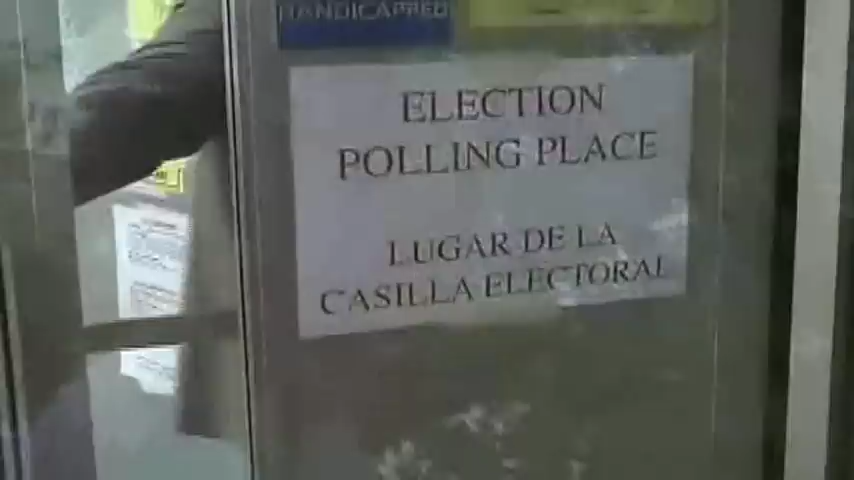 HANDICAPPED
ELECTION
POLLING PLACE
LUGAR DE LA
CASILLA ELECTORAL